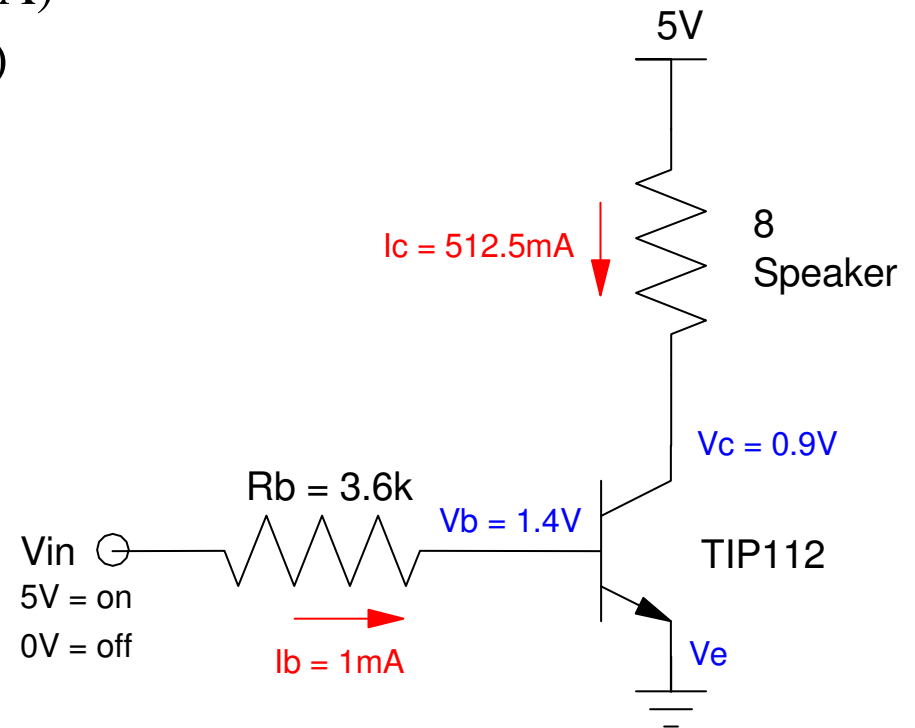 )
5V
8
Speaker
Ic = 512.5mA
Vc = 0.9V
Rb = 3.6k
Vb = 1.4V
Vin
5V = on
0V = off
TIP112
Ib = 1mA
Ve